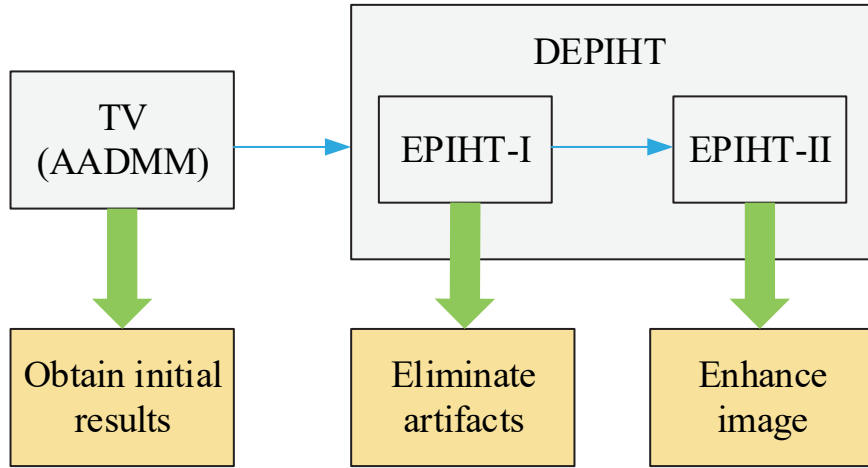 TV
(AADMM)
DEPIHT
EPIHT-I
EPIHT-II
Obtain initial
results
Eliminate
artifacts
Enhance
image